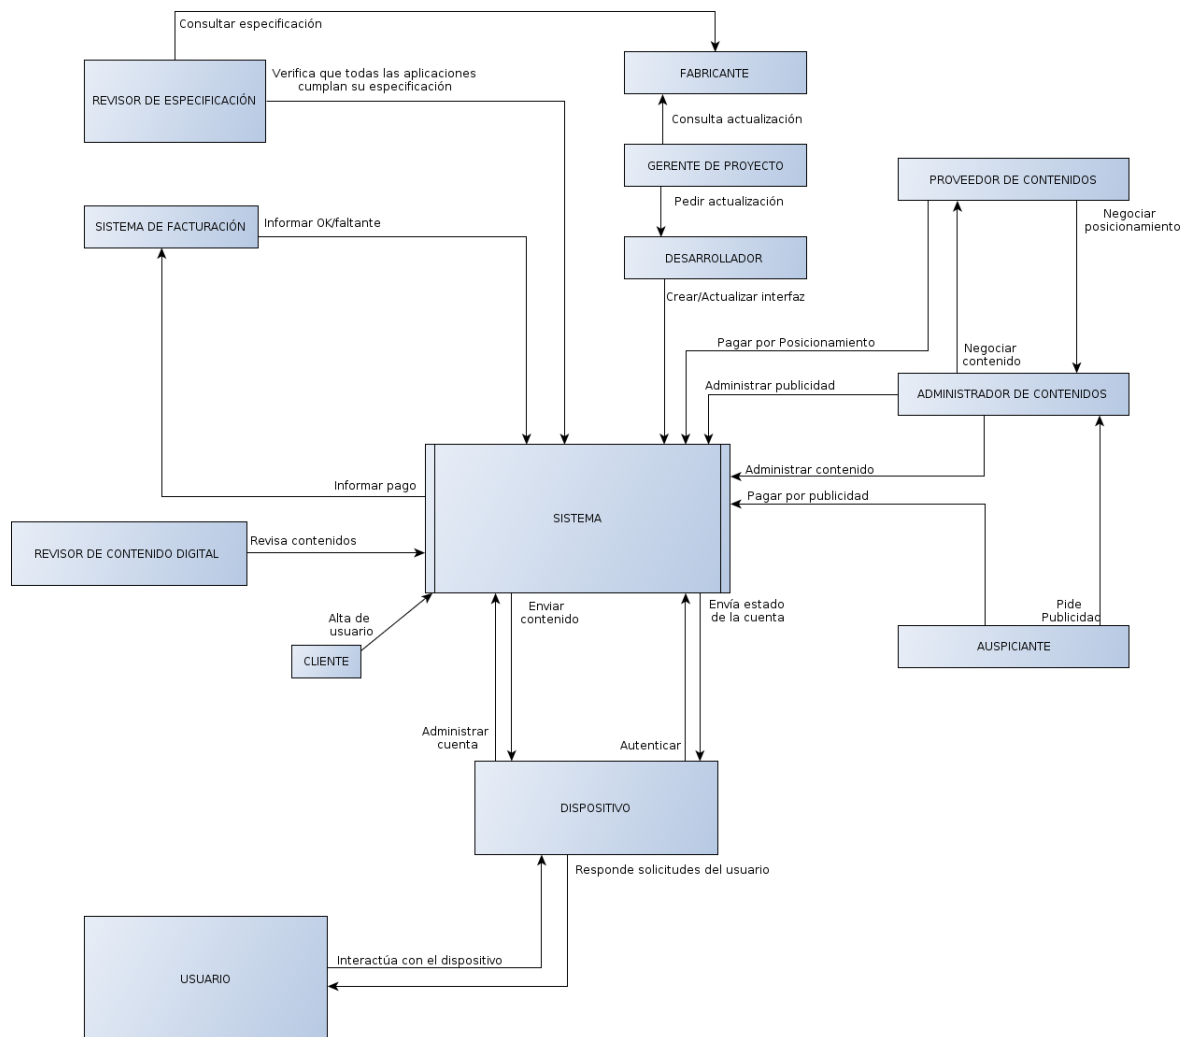 Consultar especificación
FABRICANTE
REVISOR DE ESPECIFICACIÓN
Verifica que todas las aplicaciones
cumplan su especificación
Consulta actualización
GERENTE DE PROYECTO
PROVEEDOR DE CONTENIDOS
Pedir actualización
Negociar
posicionamiento
SISTEMA DE FACTURACIÓN
Informar OK/faltante
DESARROLLADOR
Crear/Actualizar interfaz
Pagar por Posicionamiento
Negociar
contenido
Administrar publicidad
ADMINISTRADOR DE CONTENIDOS
Administrar contenido
Informar pago
Pagar por publicidad
SISTEMA
REVISOR DE CONTENIDO DIGITAL
Revisa contenidos
Alta de
usuario
Enviar
contenido
Envía estado
de la cuenta
Pide
Publicidad
CLIENTE
AUSPICIANTE
Administrar
cuenta
Autenticar
DISPOSITIVO
Responde solicitudes del usuario
Interactúa con el dispositivo
USUARIO